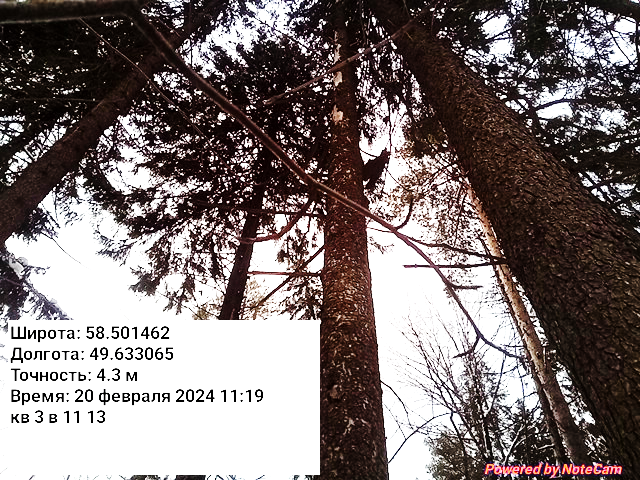 Широта: 58.501462
Долгота: 49.633065
Точность: 4.3 м
Время: 20 февраля 2024 11:19
кв 3 в 11 13
Powered by NoteCam